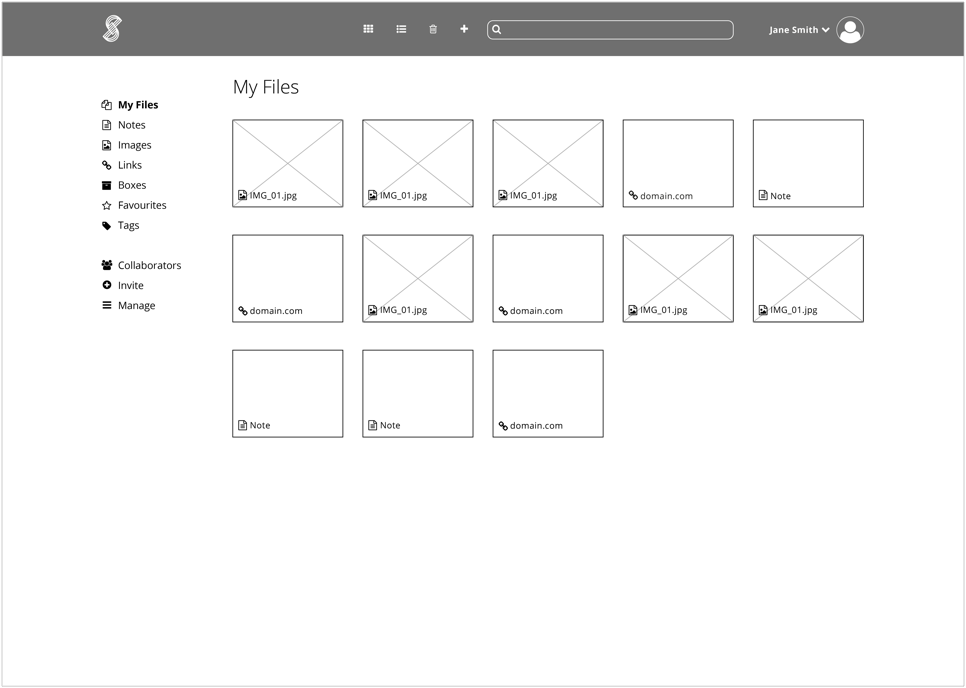 Jane Smith
My Files
My Files
Notes
Images
Links
Boxes
Favourites
Tags
Collaborators
Invite
Manage
IMG_01.jpg
IMG_01.jpg
IMG_01.jpg
domain.com
Note
domain.com
IMG_01.jpg
domain.com
IMG_01.jpg
IMG_01.jpg
Note
Note
domain.com